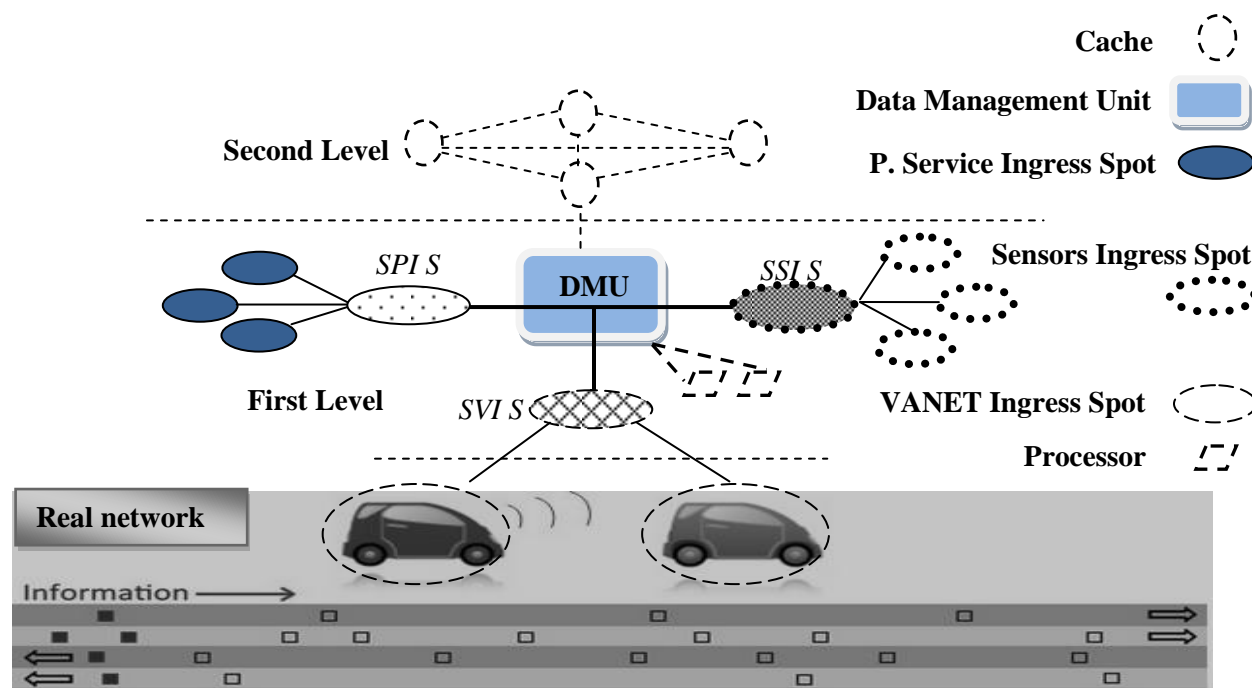 Cache
Data Management Unit
Second Level
P. Service Ingress Spot
SPI S
DMU
SSI S
Sensors Ingress Spot
First Level
SVI S
VANET Ingress Spot
Processor
Real network
Information